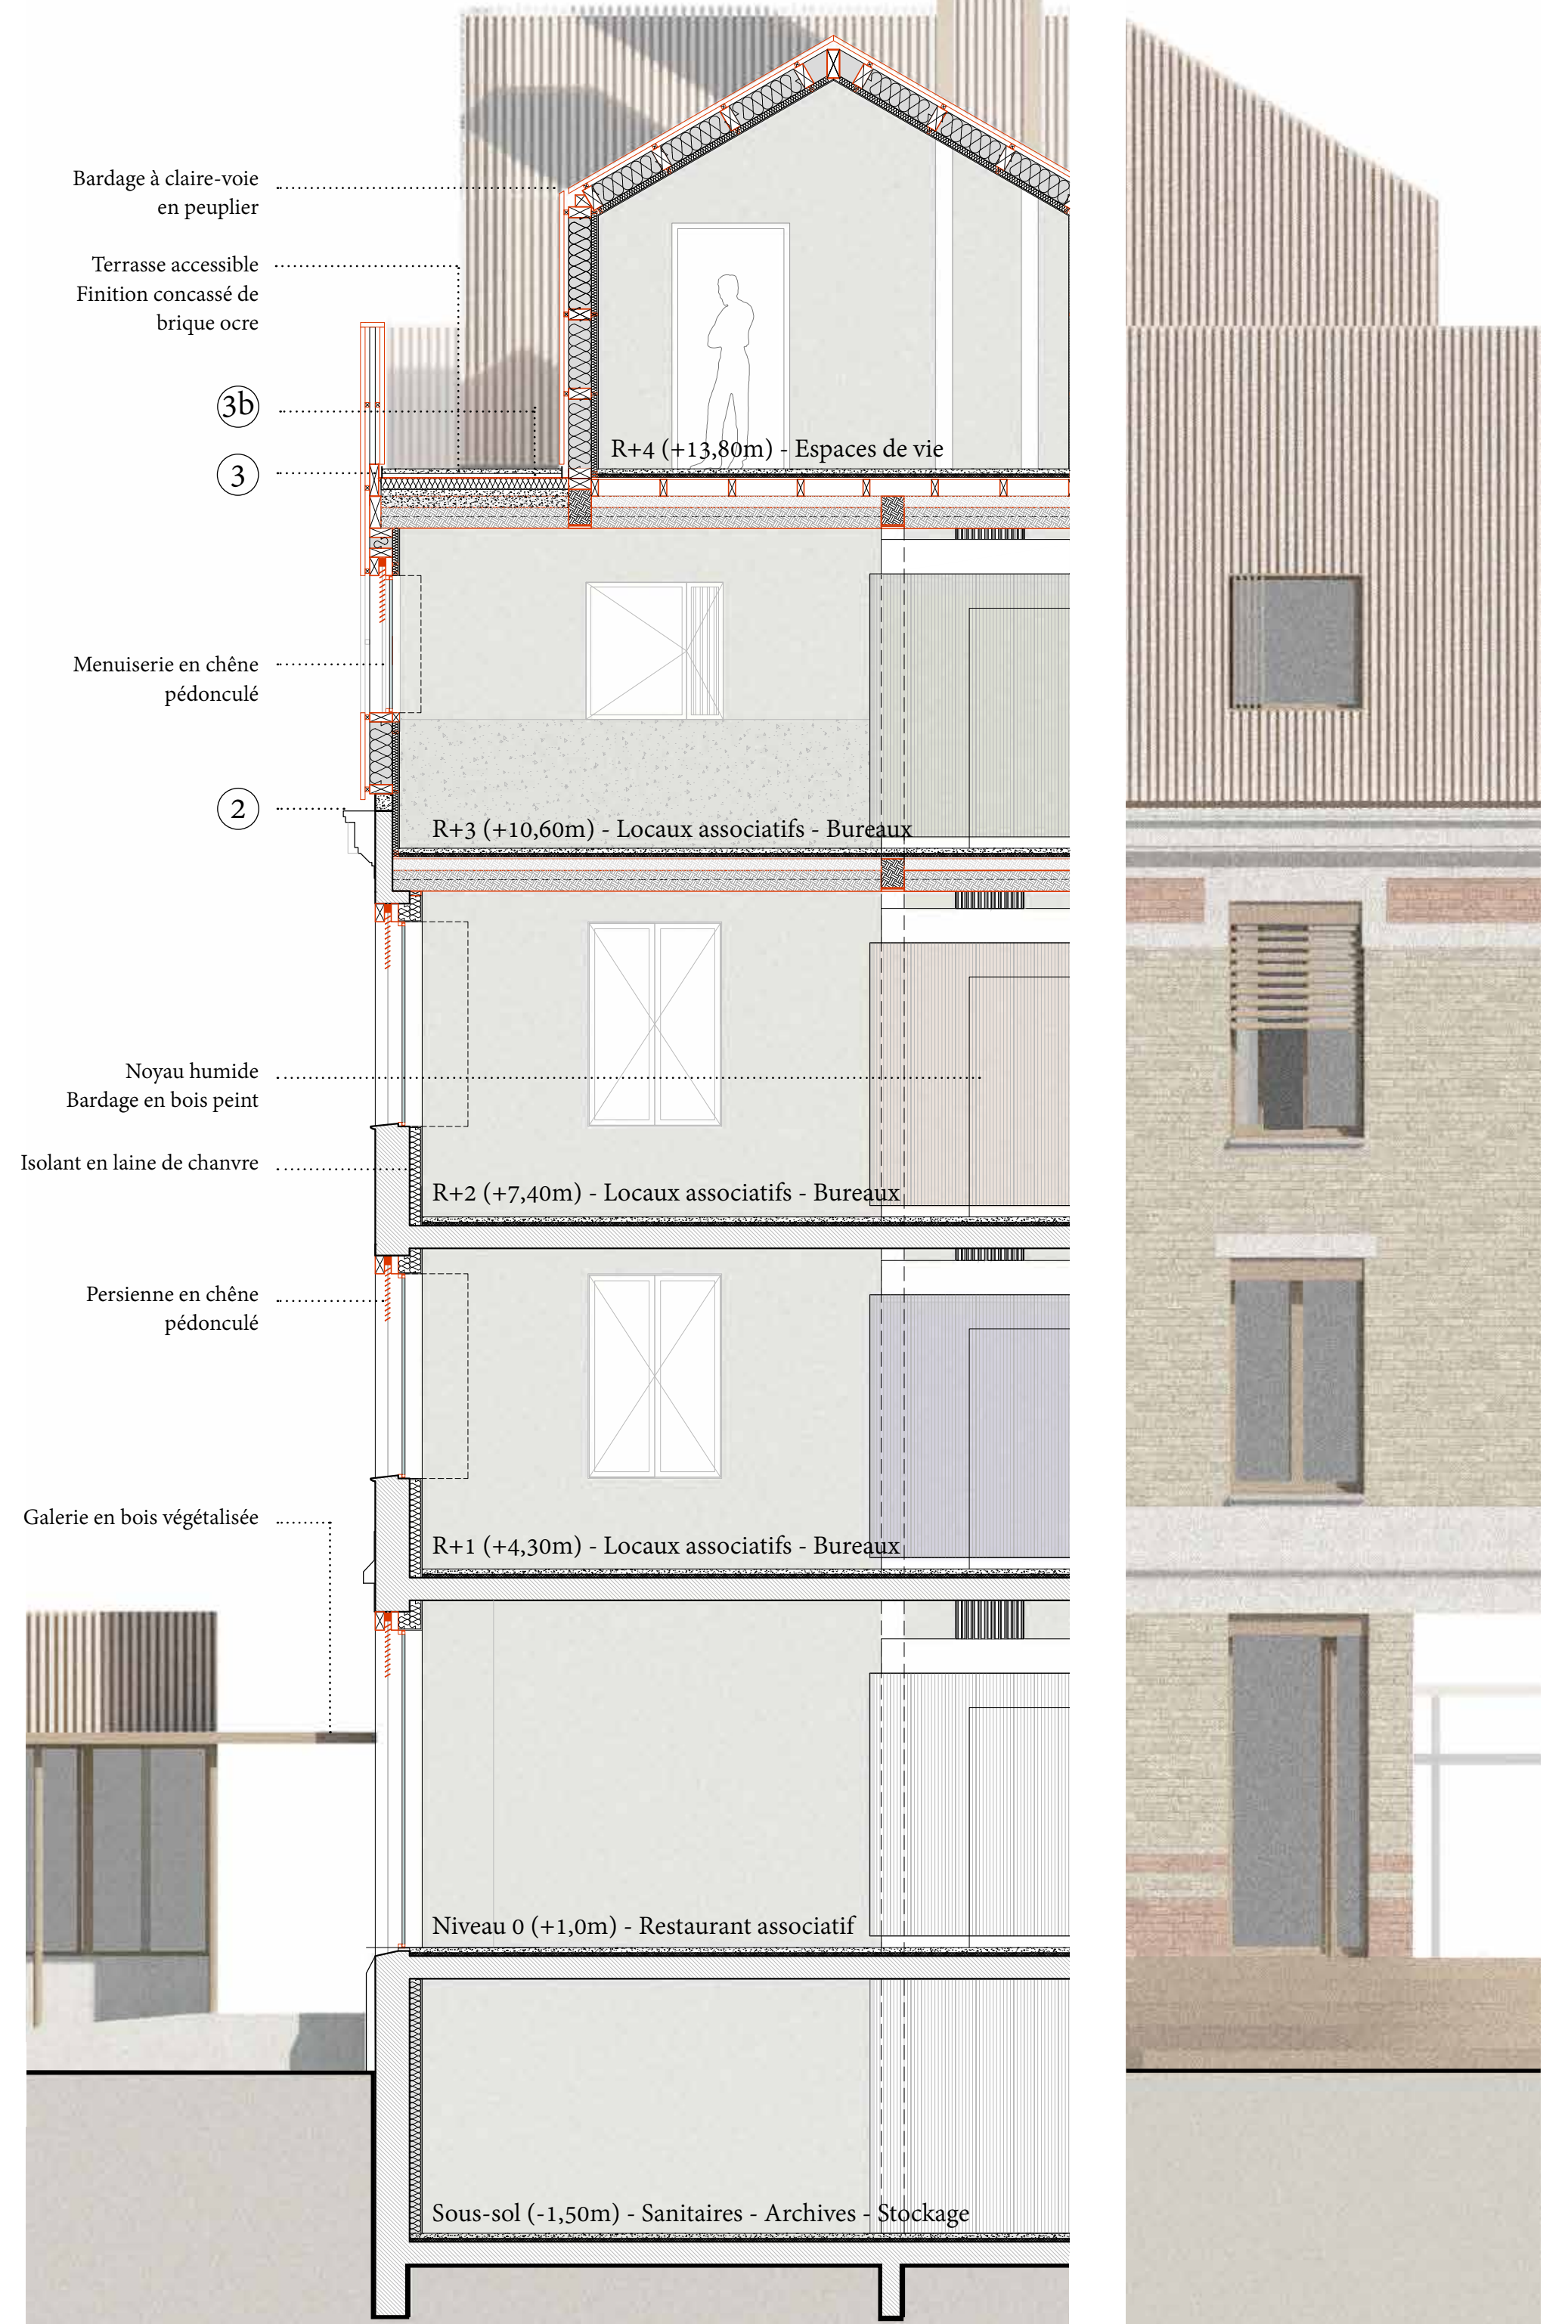 Bardage à claire-voie
en peuplier
Terrasse accessible
Finition concassé de
brique ocre
3b
R+4 (+13,80m) - Espaces de vie
3
Menuiserie en chêne
pédonculé
2
R+3 (+10,60m) - Locaux associatifs - Bureaux
Noyau humide
Bardage en bois peint
Isolant en laine de chanvre
R+2 (+7,40m) - Locaux associatifs - Bureaux
Persienne en chêne
pédonculé
Galerie en bois végétalisée
R+1 (+4,30m) - Locaux associatifs - Bureaux
Niveau 0 (+1,0m) - Restaurant associatif
Sous-sol (-1,50m) - Sanitaires - Archives - Stockage